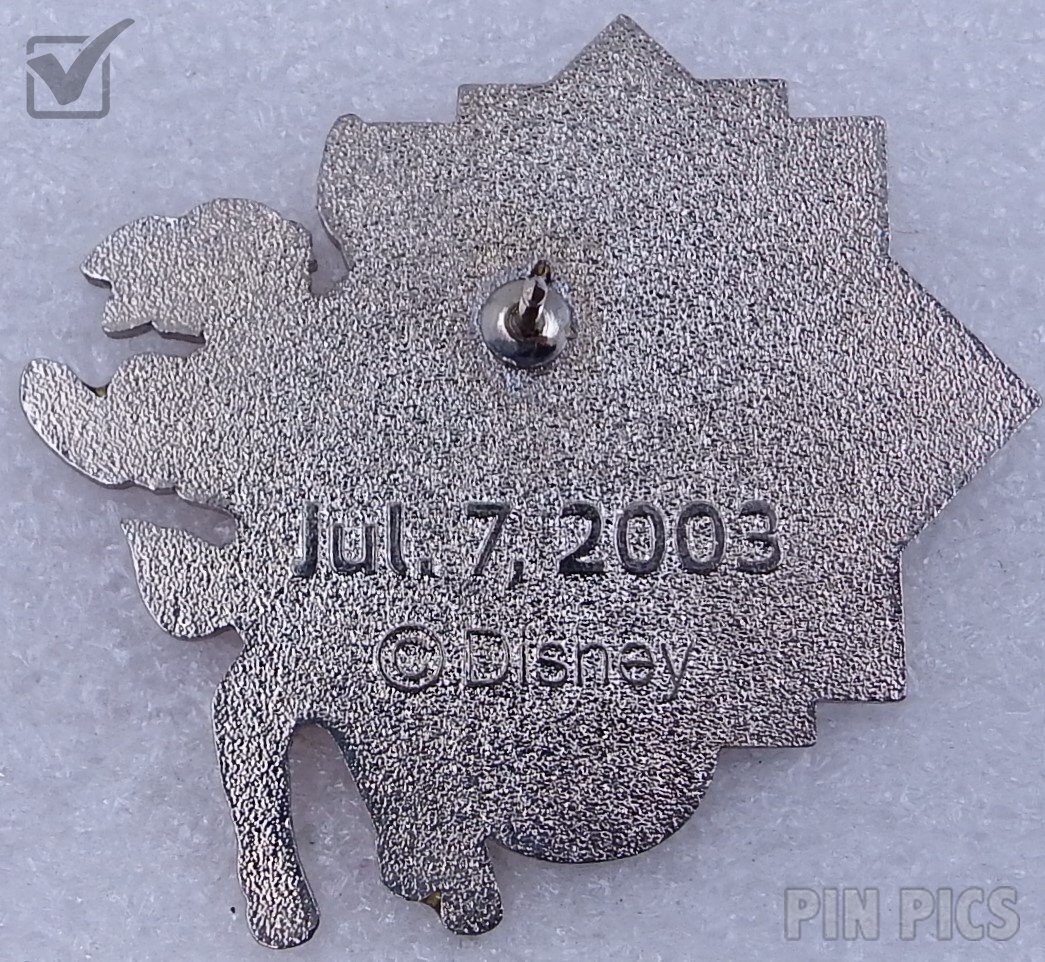 Jul. 7, 2003
© Disney
PIN PICS